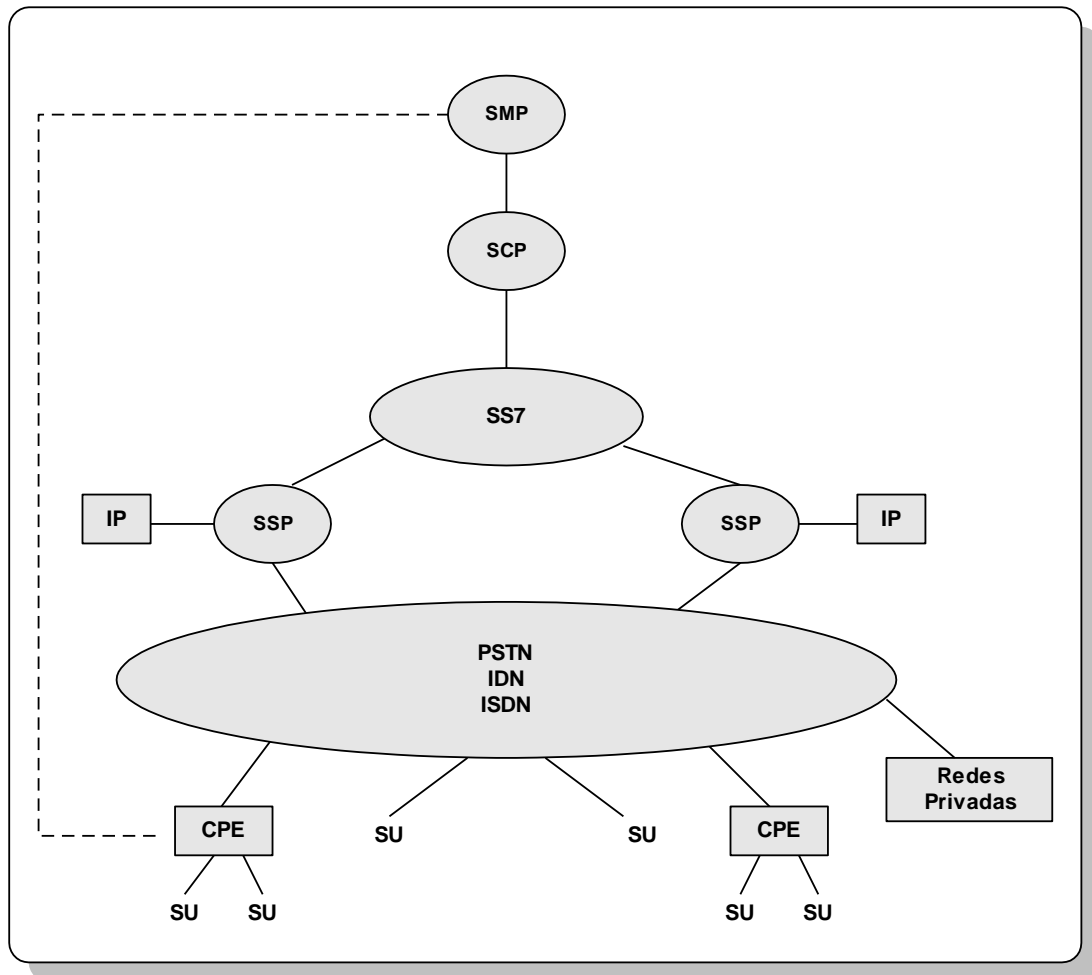 SMP
SCP
SS7
IP
SSP
SSP
IP
PSTN
IDN
ISDN
Redes
Privadas
CPE
SU
SU
CPE
SU
SU
SU
SU